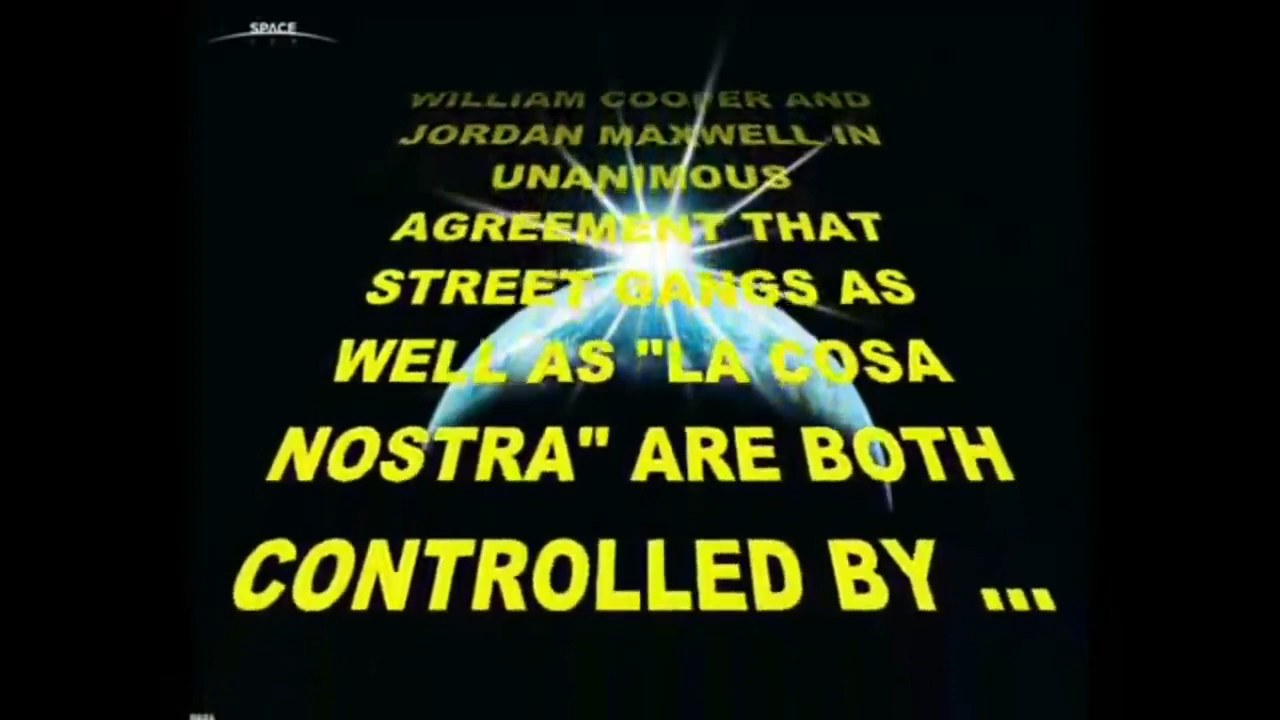 SPACE
WILLIAM COOPER AND
JORDAN MAXWELL IN
UNANIMOUS
AGREEMENT THAT
STREET GANGS AS
WELL AS "LA COSA
NOSTRA" ARE BOTH
CONTROLLED BY ...